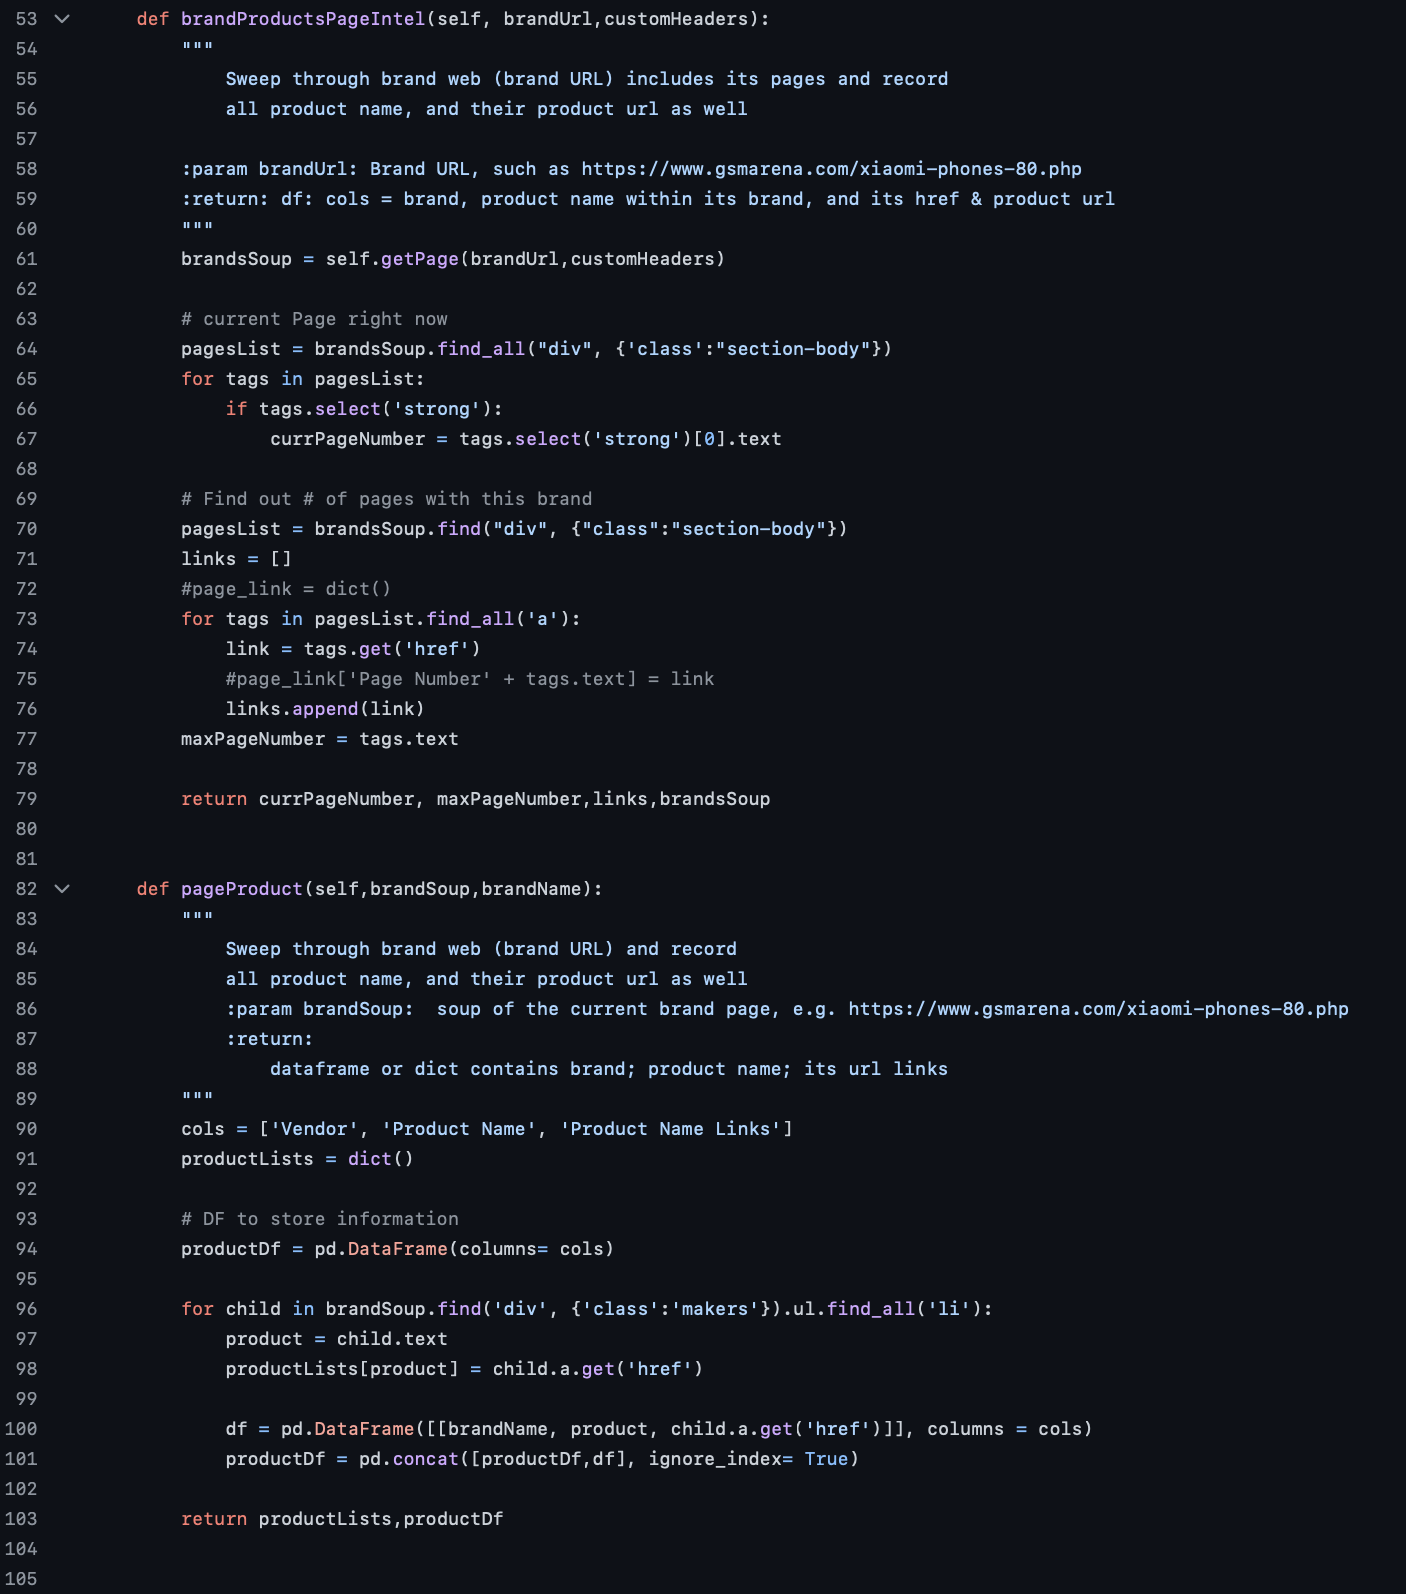 53 def brandProductsPageIntel(self, brandUrl,customHeaders):
54 """
55 Sweep through brand web (brand URL) includes its pages and record
56 all product name, and their product url as well
57
58 :param brandUrl: Brand URL, such as https://www.gsmarena.com/xiaomi-phones-80.php
59 :return: df: cols = brand, product name within its brand, and its href & product url
60 """
61 brandsSoup = self.getPage(brandUrl,customHeaders)
62
63 # current Page right now
64 pagesList = brandsSoup.find_all("div", {'class':"section-body"})
65 for tags in pagesList:
66 if tags.select('strong'):
67 currPageNumber = tags.select('strong')[0].text
68
69 # Find out # of pages with this brand
70 pagesList = brandsSoup.find("div", {"class":"section-body"})
71 links = []
72 #page_link = dict()
73 for tags in pagesList.find_all('a'):
74 link = tags.get('href')
75 #page_link['Page Number' + tags.text] = link
76 links.append(link)
77 maxPageNumber = tags.text
78
79 return currPageNumber, maxPageNumber,links,brandsSoup
80
81
82 def pageProduct(self,brandSoup,brandName):
83 """
84 Sweep through brand web (brand URL) and record
85 all product name, and their product url as well
86 :param brandSoup:  soup of the current brand page, e.g. https://www.gsmarena.com/xiaomi-phones-80.php
87 :return:
88 dataframe or dict contains brand; product name; its url links
89 """
90 cols = ['Vendor', 'Product Name', 'Product Name Links']
91 productLists = dict()
92
93 # DF to store information
94 productDf = pd.DataFrame(columns= cols)
95
96 for child in brandSoup.find('div', {'class':'makers'}).ul.find_all('li'):
97 product = child.text
98 productLists[product] = child.a.get('href')
99
100 df = pd.DataFrame([[brandName, product, child.a.get('href')]], columns = cols)
101 productDf = pd.concat([productDf,df], ignore_index= True)
102
103 return productLists,productDf
104
105